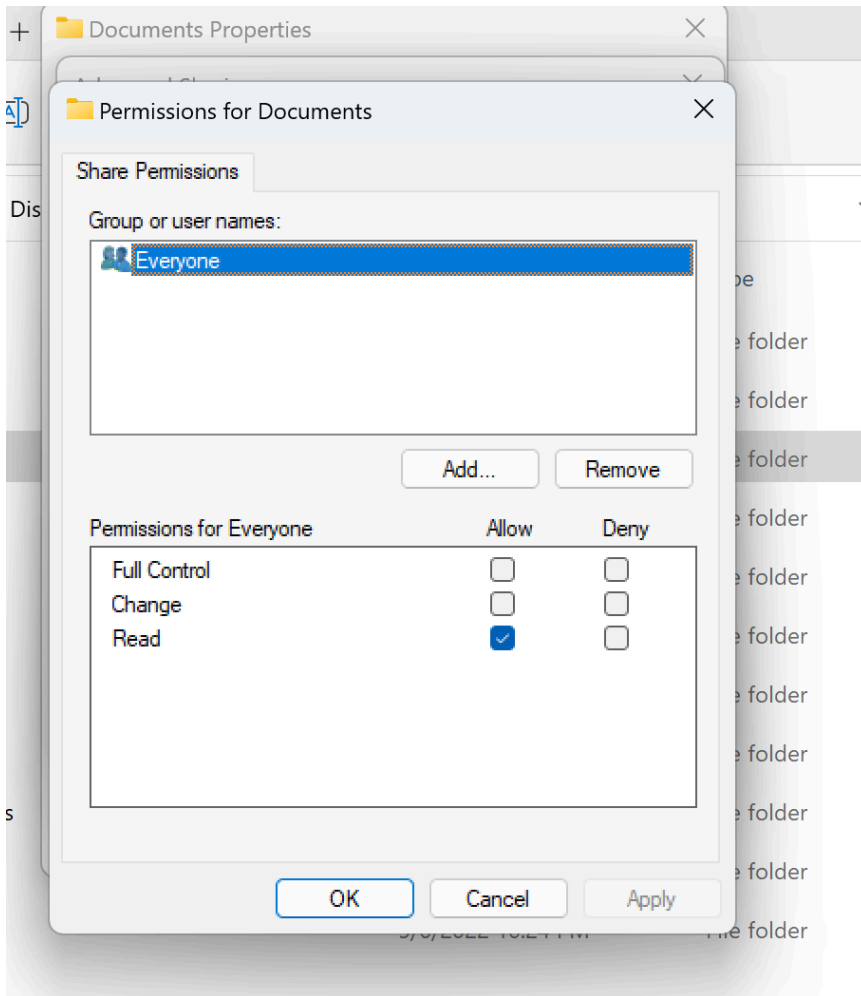 Documents Properties
Permissions for Documents
Share Permissions
Dis
Group or user names:
Everyone
pe
e folder
e folder
e folder
Add...
Remove
Permissions for Everyone
Allow
Deny
e folder
Full Control
e folder
Change
Read
e folder
e folder
e folder
s
e folder
e folder
OK
Cancel
Apply
File folder